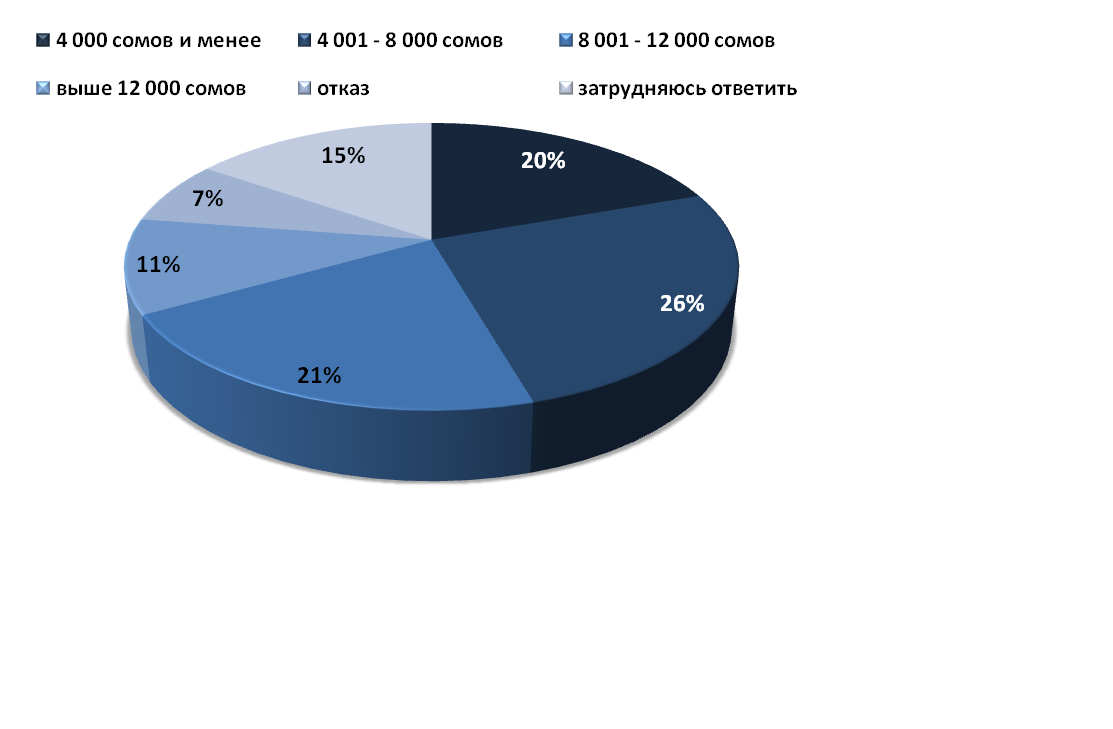 4 000 сомов и менее 4 001 - 8 000 сомов 8 001 - 12 000 сомов
выше 12 000 сомов отказ затрудняюсь ответить
15% 20%
7%
11%
26%
21%